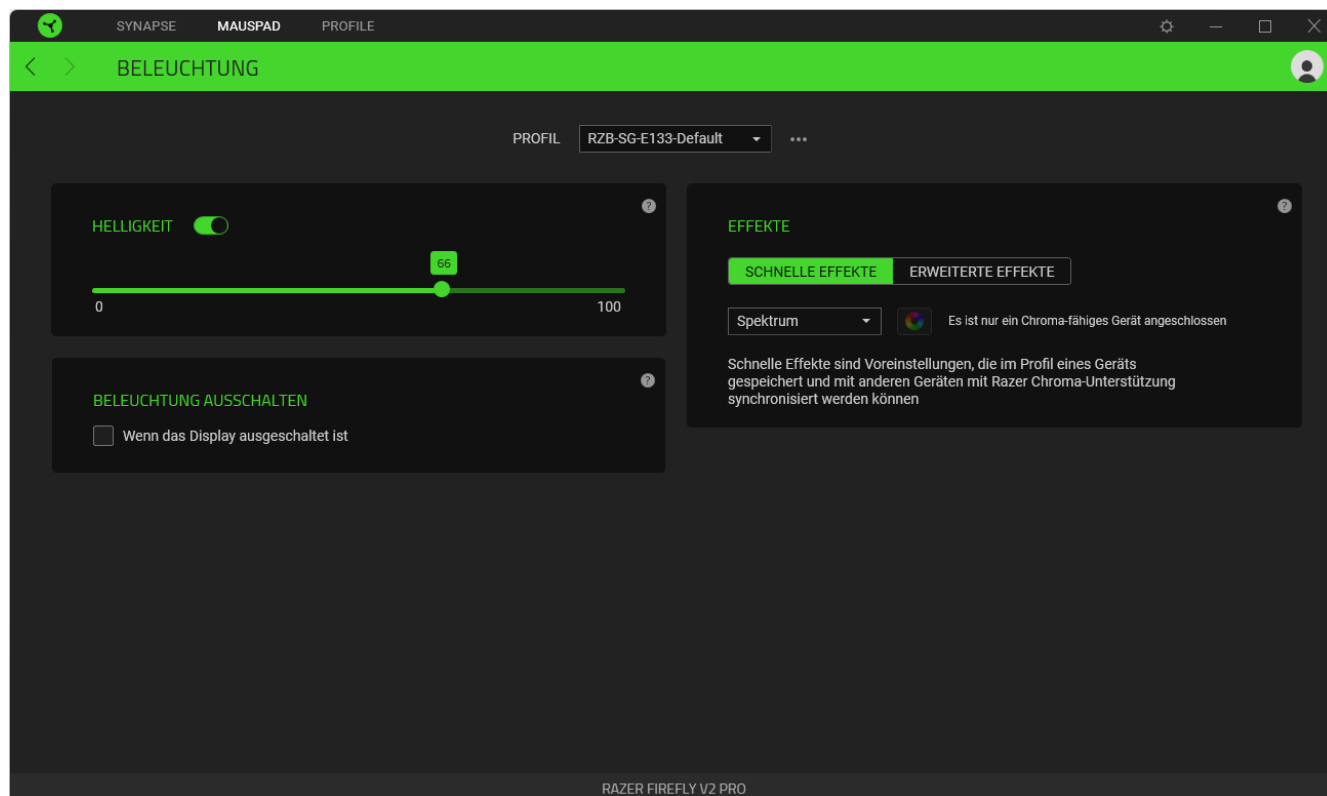 SYNAPSE MAUSPAD PROFILE
BELEUCHTUNG
PROFIL RZB-SG-E133-Default
HELLIGKEIT
66
0 100
BELEUCHTUNG AUSSCHALTEN
Wenn das Display ausgeschaltet ist
EFFEKTE
SCHNELLE EFFEKTE ERWEITERTE EFFEKTE
Spektrum Es ist nur ein Chroma-fähiges Gerät angeschlossen
Schnelle Effekte sind Voreinstellungen, die im Profil eines Geräts
gespeichert und mit anderen Geräten mit Razer Chroma-Unterstützung
synchronisiert werden können
RAZER FIREFLY V2 PRO